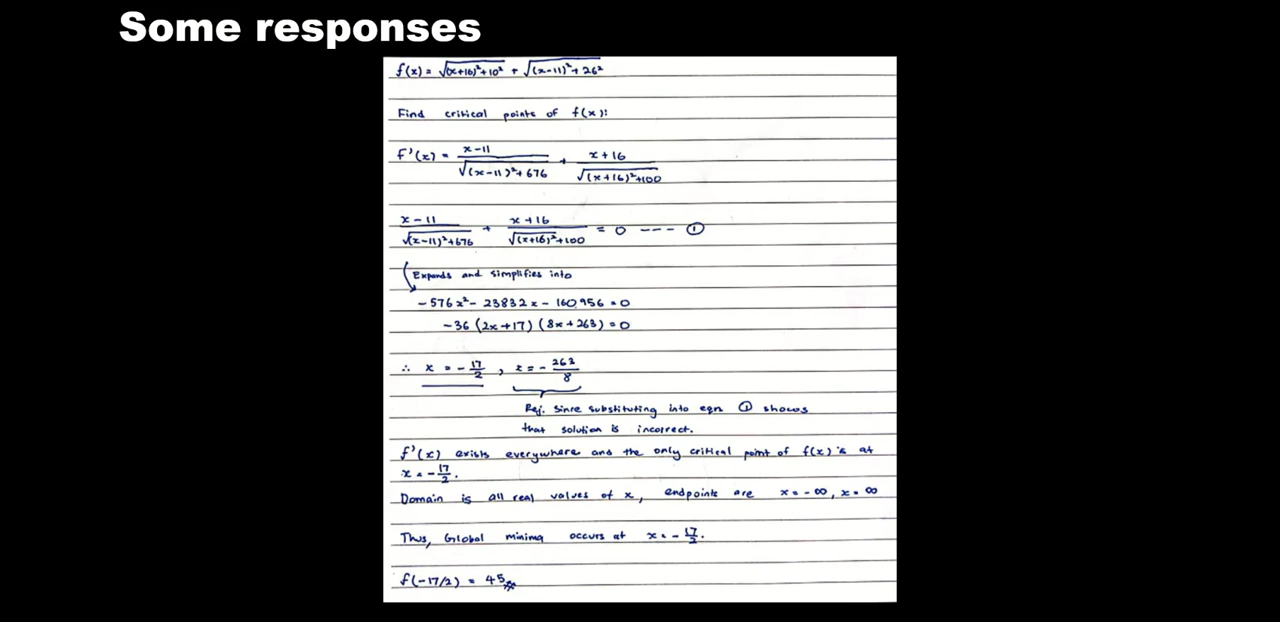 Some responses
f(x) = √((x+16)²+10²) + √((x-11)²+26²)
Find critical points of f(x):
f'(x) = (x-11)/√((x-11)²+676) + (x+16)/√((x+16)²+100)
(x-11)/√((x-11)²+676) + (x+16)/√((x+16)²+100) = 0 --- ①
Expands and simplifies into
-576x² - 23832x - 160956 = 0
-36 (2x+17) (8x+263) = 0
∴ x = -17/2 , x = -263/8
Rej. Since substituting into eqn ① shows
that solution is incorrect.
f'(x) exists everywhere and the only critical point of f(x) is at
x = -17/2.
Domain is all real values of x, endpoints are x = -∞, x = ∞
Thus, Global minima occurs at x = -17/2.
f(-17/2) = 45